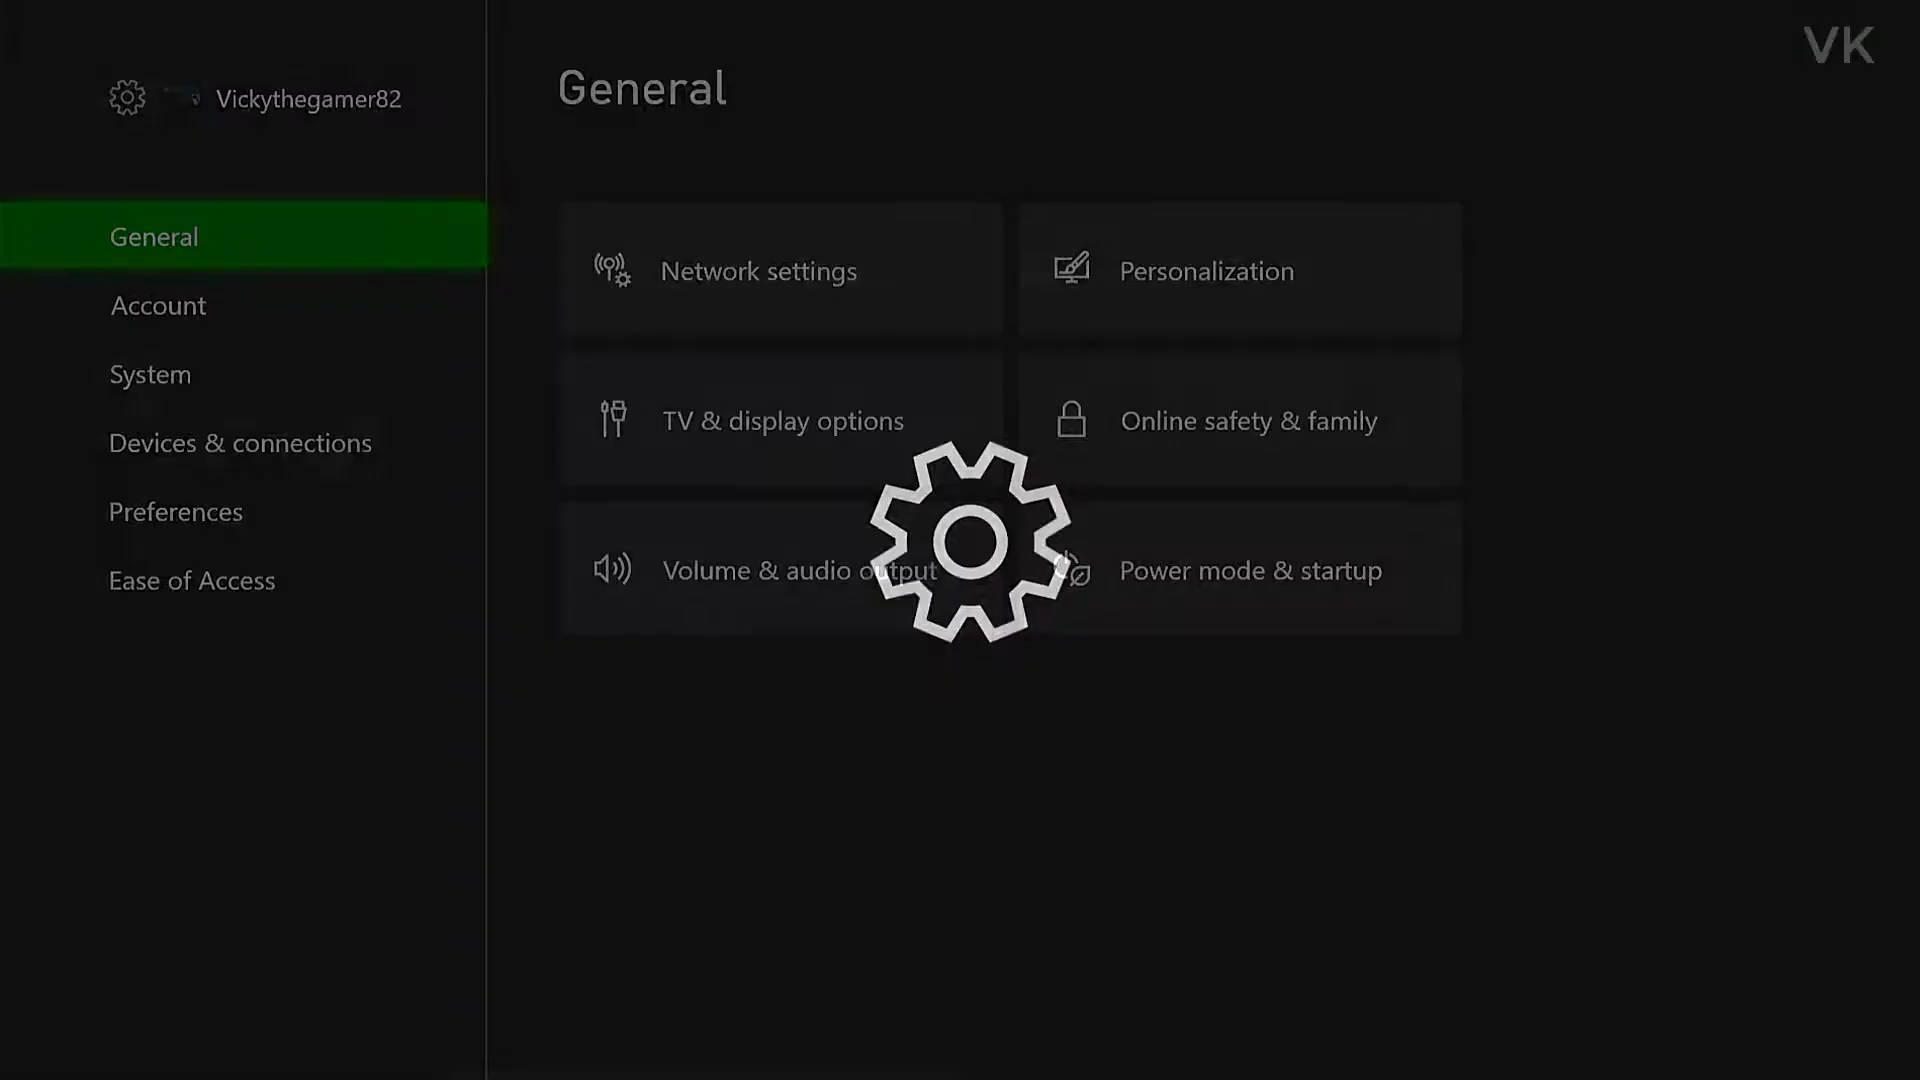 VK
Vickythegamer82
General
General
Account
System
Devices & connections
Preferences
Ease of Access
Network settings
Personalization
TV & display options
Online safety & family
Volume & audio output
Power mode & startup